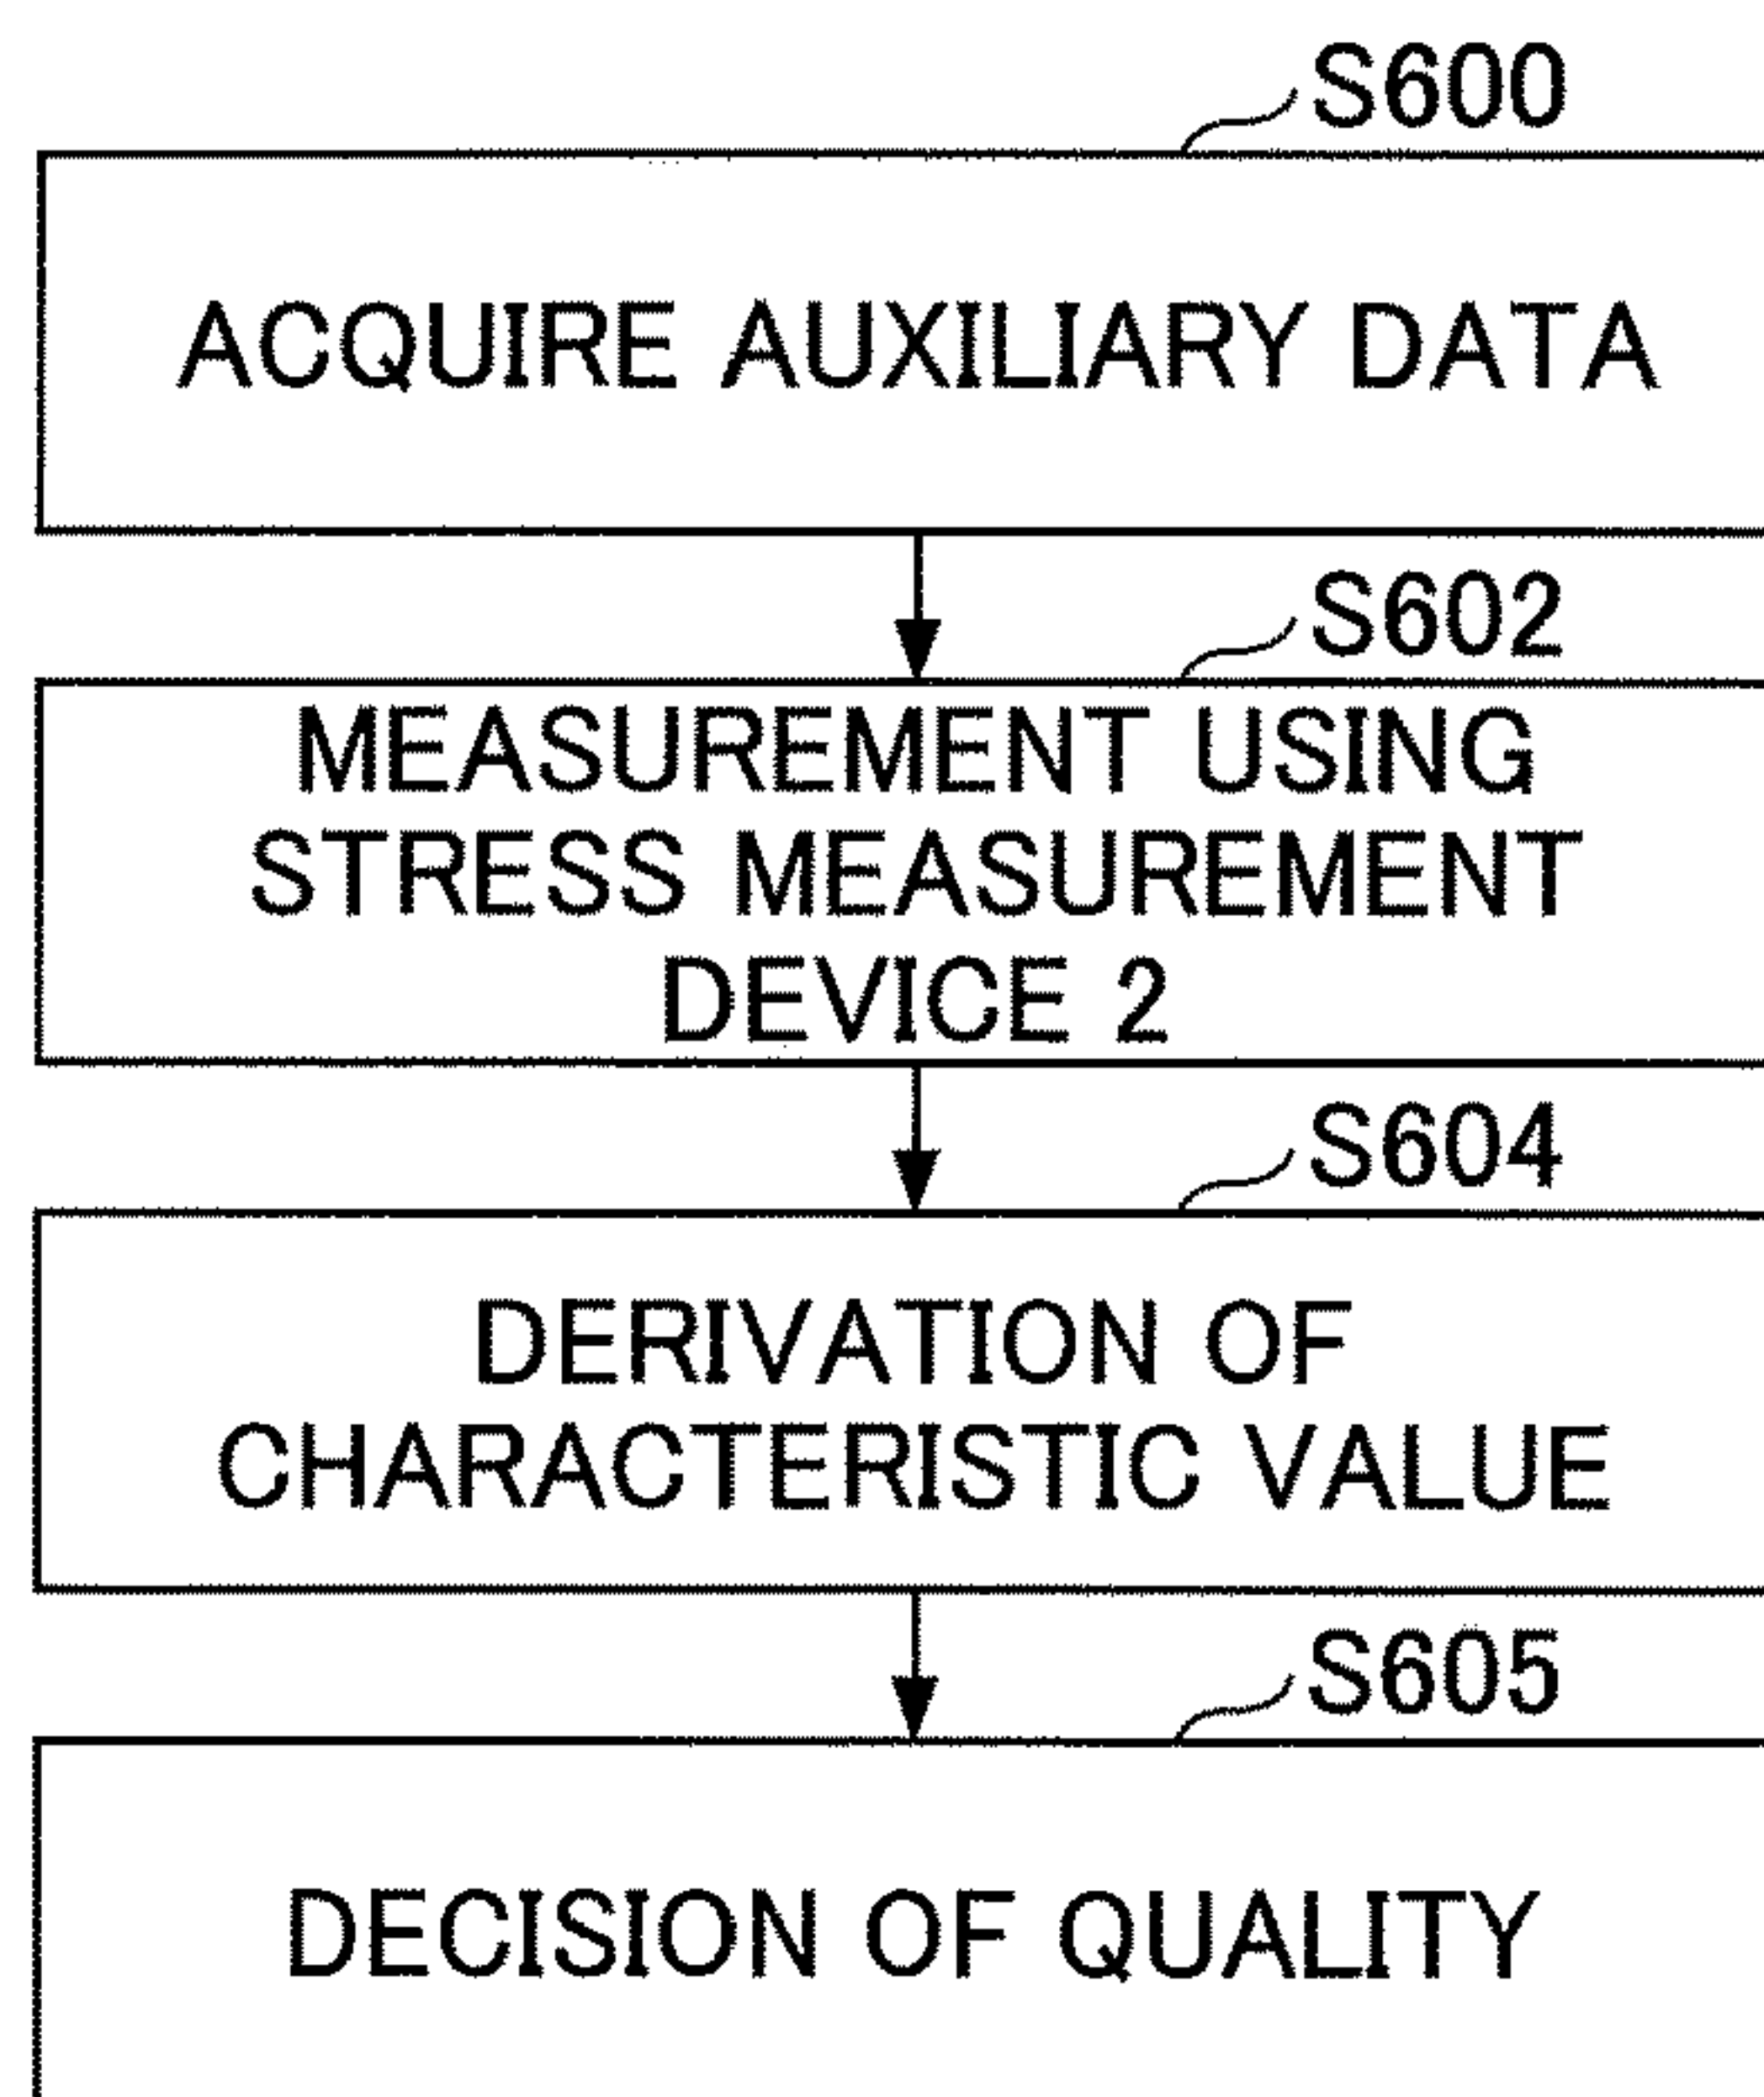 S600
ACQUIRE AUXILIARY DATA
S602
MEASUREMENT USING
STRESS MEASUREMENT
DEVICE 2
S604
DERIVATION OF
CHARACTERISTIC VALUE
S605
DECISION OF QUALITY